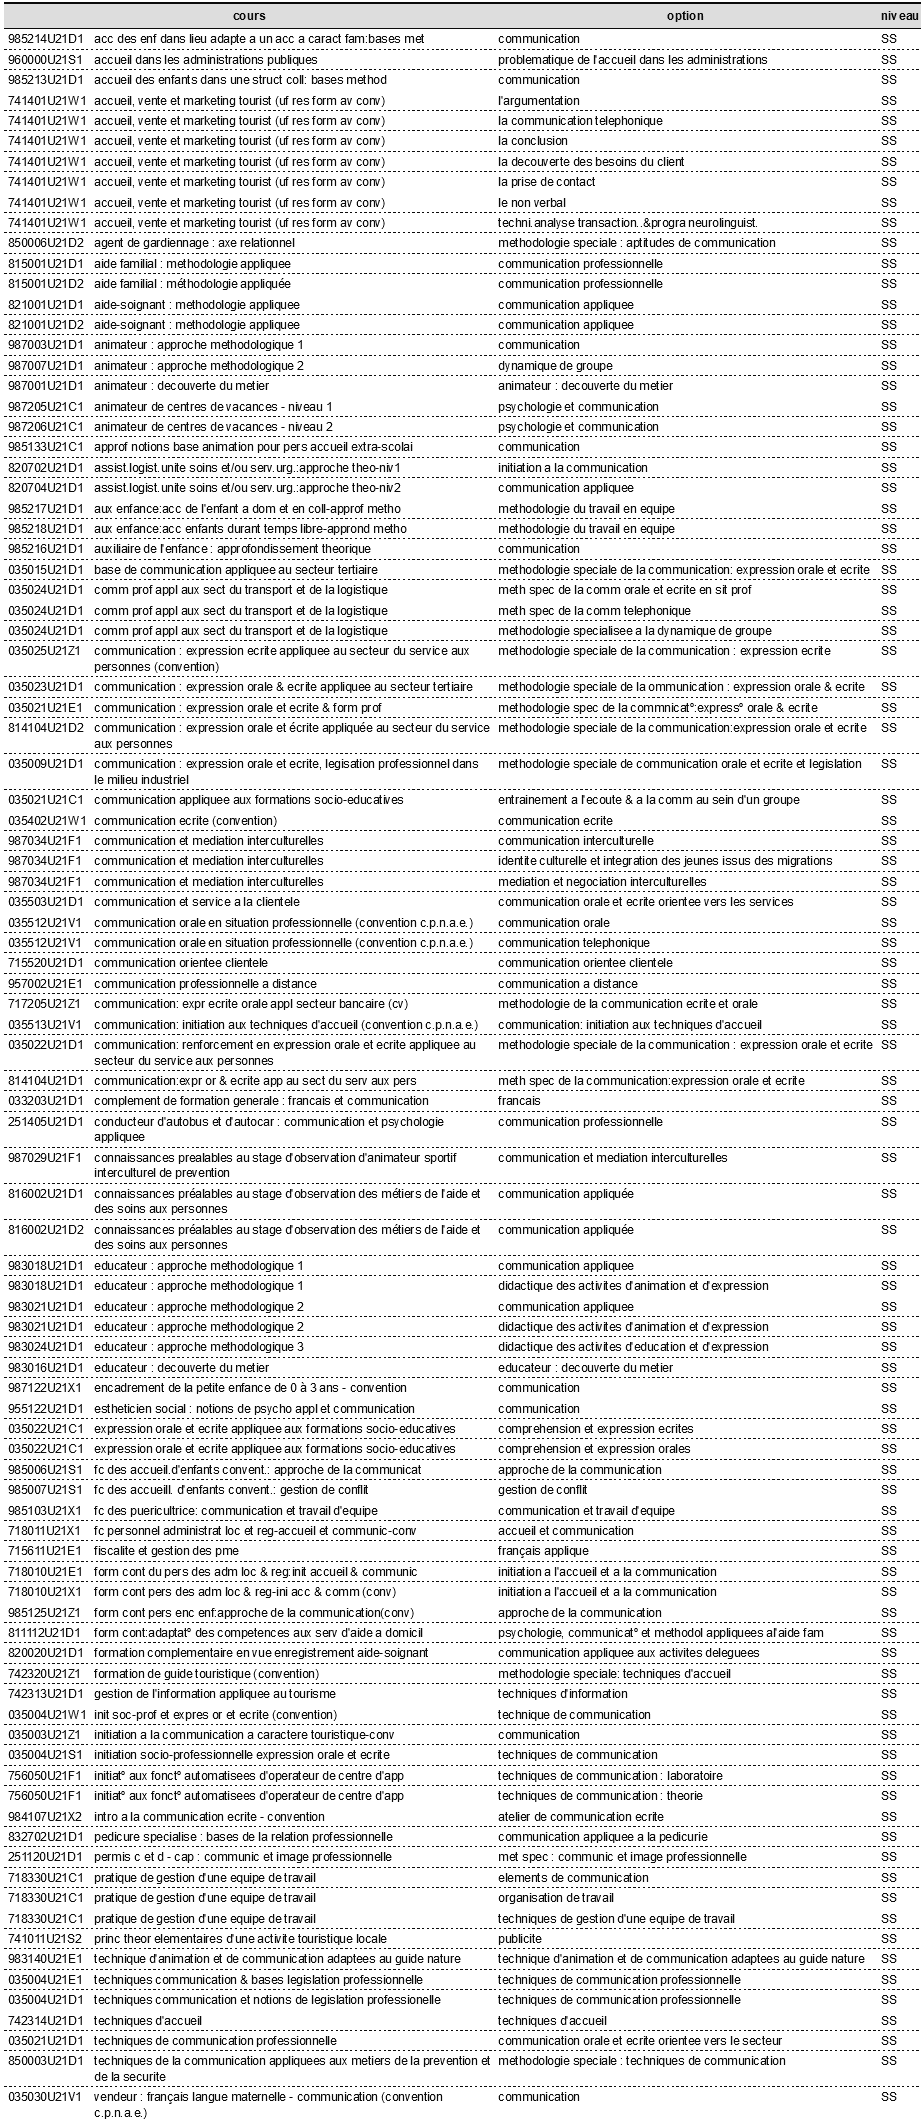 cours option niveau
985214U21D1 acc des enf dans lieu adapte a un acc a caract fam:bases met communication SS
960000U21S1 accueil dans les administrations publiques problematique de l'accueil dans les administrations SS
985213U21D1 accueil des enfants dans une struct coll: bases method communication SS
741401U21W1 accueil, vente et marketing tourist (uf res form av conv) l'argumentation SS
741401U21W1 accueil, vente et marketing tourist (uf res form av conv) la communication telephonique SS
741401U21W1 accueil, vente et marketing tourist (uf res form av conv) la conclusion SS
741401U21W1 accueil, vente et marketing tourist (uf res form av conv) la decouverte des besoins du client SS
741401U21W1 accueil, vente et marketing tourist (uf res form av conv) la prise de contact SS
741401U21W1 accueil, vente et marketing tourist (uf res form av conv) le non verbal SS
741401U21W1 accueil, vente et marketing tourist (uf res form av conv) techni.analyse transaction..&progra neurolinguist. SS
850006U21D2 agent de gardiennage : axe relationnel methodologie speciale : aptitudes de communication SS
815001U21D1 aide familial : methodologie appliquee communication professionnelle SS
815001U21D2 aide familial : méthodologie appliquée communication professionnelle SS
821001U21D1 aide-soignant : methodologie appliquee communication appliquee SS
821001U21D2 aide-soignant : methodologie appliquee communication appliquee SS
987003U21D1 animateur : approche methodologique 1 communication SS
987007U21D1 animateur : approche methodologique 2 dynamique de groupe SS
987001U21D1 animateur : decouverte du metier animateur : decouverte du metier SS
987205U21C1 animateur de centres de vacances - niveau 1 psychologie et communication SS
987206U21C1 animateur de centres de vacances - niveau 2 psychologie et communication SS
985133U21C1 approf notions base animation pour pers accueil extra-scolai communication SS
820702U21D1 assist.logist.unite soins et/ou serv.urg.:approche theo-niv1 initiation a la communication SS
820704U21D1 assist.logist.unite soins et/ou serv.urg.:approche theo-niv2 communication appliquee SS
985217U21D1 aux enfance:acc de l'enfant a dom et en coll-approf metho methodologie du travail en equipe SS
985218U21D1 aux enfance:acc enfants durant temps libre-apprond metho methodologie du travail en equipe SS
985216U21D1 auxiliaire de l'enfance : approfondissement theorique communication SS
035015U21D1 base de communication appliquee au secteur tertiaire methodologie speciale de la communication: expression orale et ecrite SS
035024U21D1 comm prof appl aux sect du transport et de la logistique meth spec de la comm orale et ecrite en sit prof SS
035024U21D1 comm prof appl aux sect du transport et de la logistique meth spec de la comm telephonique SS
035024U21D1 comm prof appl aux sect du transport et de la logistique methodologie specialisee a la dynamique de groupe SS
035025U21Z1 communication : expression ecrite appliquee au secteur du service aux methodologie speciale de la communication : expression ecrite SS
personnes (convention)
035023U21D1 communication : expression orale & ecrite appliquee au secteur tertiaire methodologie speciale de la ommunication : expression orale & ecrite SS
035021U21E1 communication : expression orale et ecrite & form prof methodologie spec de la commnicat°:express° orale & ecrite SS
814104U21D2 communication : expression orale et écrite appliquée au secteur du service methodologie speciale de la communication:expression orale et ecrite SS
aux personnes
035009U21D1 communication : expression orale et ecrite, legisation professionnel dans methodologie speciale de communication orale et ecrite et legislation SS
le milieu industriel
035021U21C1 communication appliquee aux formations socio-educatives entrainement a l'ecoute & a la comm au sein d'un groupe SS
035402U21W1 communication ecrite (convention) communication ecrite SS
987034U21F1 communication et mediation interculturelles communication interculturelle SS
987034U21F1 communication et mediation interculturelles identite culturelle et integration des jeunes issus des migrations SS
987034U21F1 communication et mediation interculturelles mediation et negociation interculturelles SS
035503U21D1 communication et service a la clientele communication orale et ecrite orientee vers les services SS
035512U21V1 communication orale en situation professionnelle (convention c.p.n.a.e.) communication orale SS
035512U21V1 communication orale en situation professionnelle (convention c.p.n.a.e.) communication telephonique SS
715520U21D1 communication orientee clientele communication orientee clientele SS
957002U21E1 communication professionnelle a distance communication a distance SS
717205U21Z1 communication: expr ecrite orale appl secteur bancaire (cv) methodologie de la communication ecrite et orale SS
035513U21V1 communication: initiation aux techniques d'accueil (convention c.p.n.a.e.) communication: initiation aux techniques d'accueil SS
035022U21D1 communication: renforcement en expression orale et ecrite appliquee au methodologie speciale de la communication : expression orale et ecrite SS
secteur du service aux personnes
814104U21D1 communication:expr or & ecrite app au sect du serv aux pers meth spec de la communication:expression orale et ecrite SS
033203U21D1 complement de formation generale : francais et communication francais SS
251405U21D1 conducteur d'autobus et d'autocar : communication et psychologie communication professionnelle SS
appliquee
987029U21F1 connaissances prealables au stage d'observation d'animateur sportif communication et mediation interculturelles SS
interculturel de prevention
816002U21D1 connaissances préalables au stage d'observation des métiers de l'aide et communication appliquée SS
des soins aux personnes
816002U21D2 connaissances préalables au stage d'observation des métiers de l'aide et communication appliquée SS
des soins aux personnes
983018U21D1 educateur : approche methodologique 1 communication appliquee SS
983018U21D1 educateur : approche methodologique 1 didactique des activites d'animation et d'expression SS
983021U21D1 educateur : approche methodologique 2 communication appliquee SS
983021U21D1 educateur : approche methodologique 2 didactique des activites d'animation et d'expression SS
983024U21D1 educateur : approche methodologique 3 didactique des activites d'education et d'expression SS
983016U21D1 educateur : decouverte du metier educateur : decouverte du metier SS
987122U21X1 encadrement de la petite enfance de 0 à 3 ans - convention communication SS
955122U21D1 estheticien social : notions de psycho appl et communication communication SS
035022U21C1 expression orale et ecrite appliquee aux formations socio-educatives comprehension et expression ecrites SS
035022U21C1 expression orale et ecrite appliquee aux formations socio-educatives comprehension et expression orales SS
985006U21S1 fc des accueil.d'enfants convent.: approche de la communicat approche de la communication SS
985007U21S1 fc des accueill. d'enfants convent.: gestion de conflit gestion de conflit SS
985103U21X1 fc des puericultrice: communication et travail d'equipe communication et travail d'equipe SS
718011U21X1 fc personnel administrat loc et reg-accueil et communic-conv accueil et communication SS
715611U21E1 fiscalite et gestion des pme français applique SS
718010U21E1 form cont du pers des adm loc & reg:init accueil & communic initiation a l'accueil et a la communication SS
718010U21X1 form cont pers des adm loc & reg-ini acc & comm (conv) initiation a l'accueil et a la communication SS
985125U21Z1 form cont pers enc enf:approche de la communication(conv) approche de la communication SS
811112U21D1 form cont:adaptat° des competences aux serv d'aide a domicil psychologie, communicat° et methodol appliquees al'aide fam SS
820020U21D1 formation complementaire en vue enregistrement aide-soignant communication appliquee aux activites deleguees SS
742320U21Z1 formation de guide touristique (convention) methodologie speciale: techniques d'accueil SS
742313U21D1 gestion de l'information appliquee au tourisme techniques d'information SS
035004U21W1 init soc-prof et expres or et ecrite (convention) technique de communication SS
035003U21Z1 initiation a la communication a caractere touristique-conv communication SS
035004U21S1 initiation socio-professionnelle expression orale et ecrite techniques de communication SS
756050U21F1 initiat° aux fonct° automatisees d'operateur de centre d'app techniques de communication : laboratoire SS
756050U21F1 initiat° aux fonct° automatisees d'operateur de centre d'app techniques de communication : theorie SS
984107U21X2 intro a la communication ecrite - convention atelier de communication ecrite SS
832702U21D1 pedicure specialise : bases de la relation professionnelle communication appliquee a la pedicurie SS
251120U21D1 permis c et d - cap : communic et image professionnelle met spec : communic et image professionnelle SS
718330U21C1 pratique de gestion d'une equipe de travail elements de communication SS
718330U21C1 pratique de gestion d'une equipe de travail organisation de travail SS
718330U21C1 pratique de gestion d'une equipe de travail techniques de gestion d'une equipe de travail SS
741011U21S2 princ theor elementaires d'une activite touristique locale publicite SS
983140U21E1 technique d'animation et de communication adaptees au guide nature technique d'animation et de communication adaptees au guide nature SS
035004U21E1 techniques communication & bases legislation professionnelle techniques de communication professionnelle SS
035004U21D1 techniques communication et notions de legislation professionelle techniques de communication professionnelle SS
742314U21D1 techniques d'accueil techniques d'accueil SS
035021U21D1 techniques de communication professionnelle communication orale et ecrite orientee vers le secteur SS
850003U21D1 techniques de la communication appliquees aux metiers de la prevention et methodologie speciale : techniques de communication SS
de la securite
035030U21V1 vendeur : français langue maternelle - communication (convention communication SS
c.p.n.a.e.)